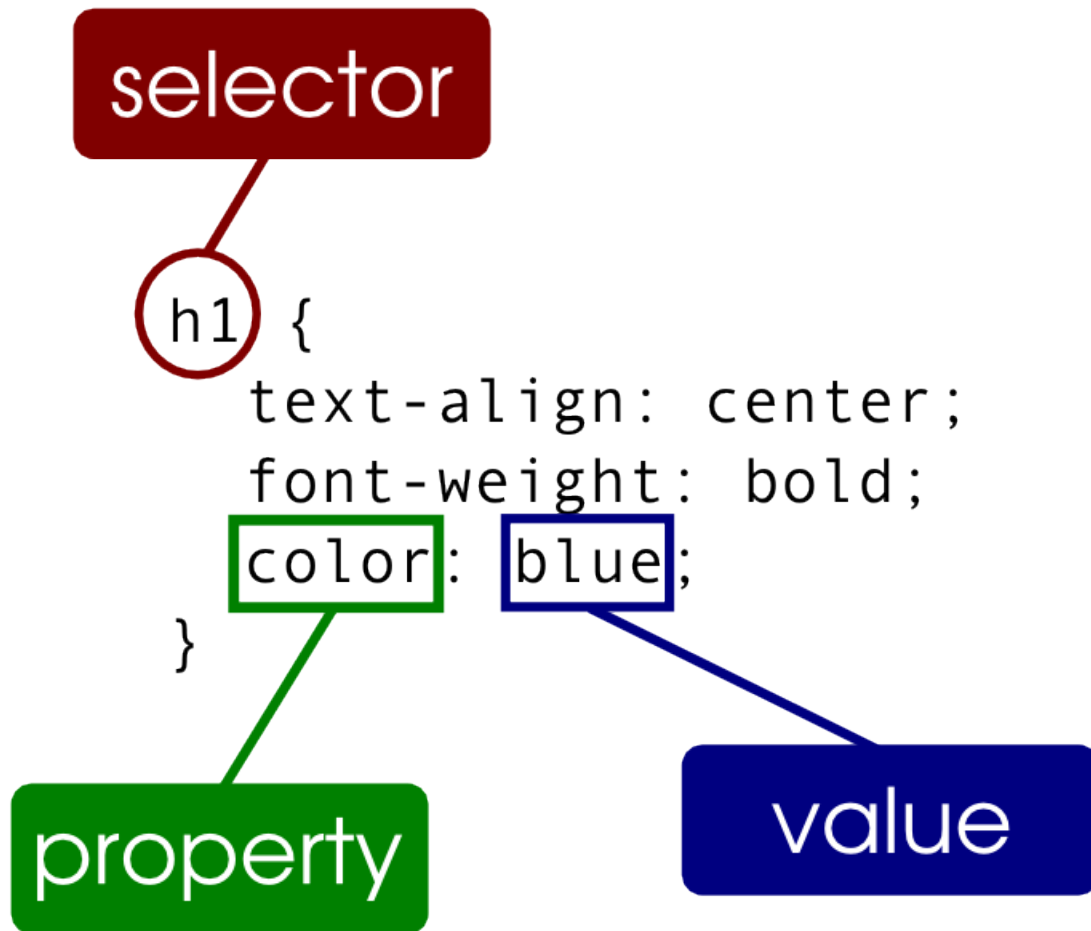 selector
h1 {
text-align: center;
font-weight: bold;
color: blue;
}
property
value